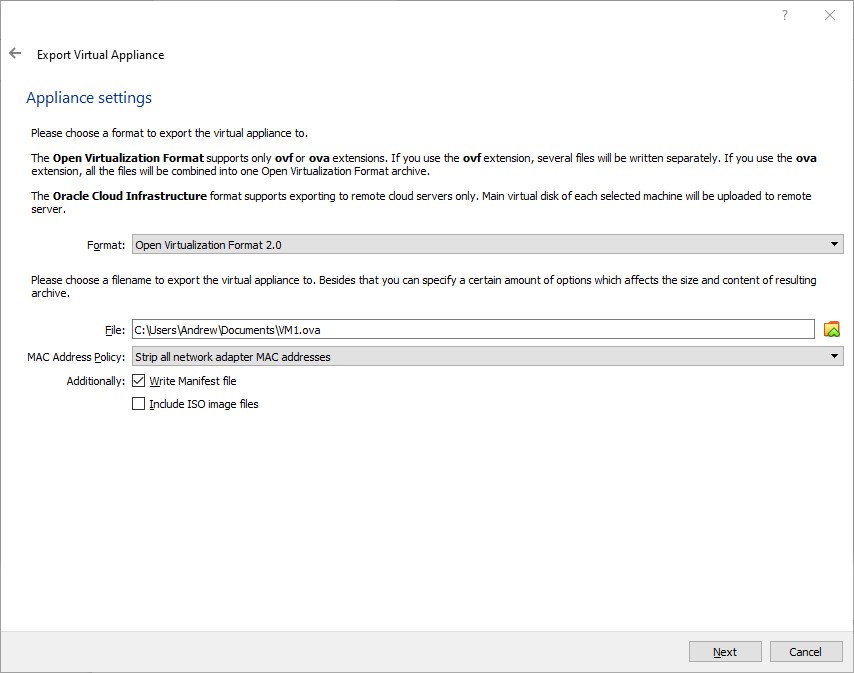 ?
Export Virtual Appliance
Appliance settings
Please choose a format to export the virtual appliance to.
The Open Virtualization Format supports only ovf or ova extensions. If you use the ovf extension, several files will be written separately. If you use the ova
extension, all the files will be combined into one Open Virtualization Format archive.
The Oracle Cloud Infrastructure format supports exporting to remote cloud servers only. Main virtual disk of each selected machine will be uploaded to remote
server.
Format: Open Virtualization Format 2.0
Please choose a filename to export the virtual appliance to. Besides that you can specify a certain amount of options which affects the size and content of resulting
archive.
File: C:\Users\Andrew\Documents\VM1.ova
MAC Address Policy: Strip all network adapter MAC addresses
Additionally: Write Manifest file
Include ISO image files
Next Cancel